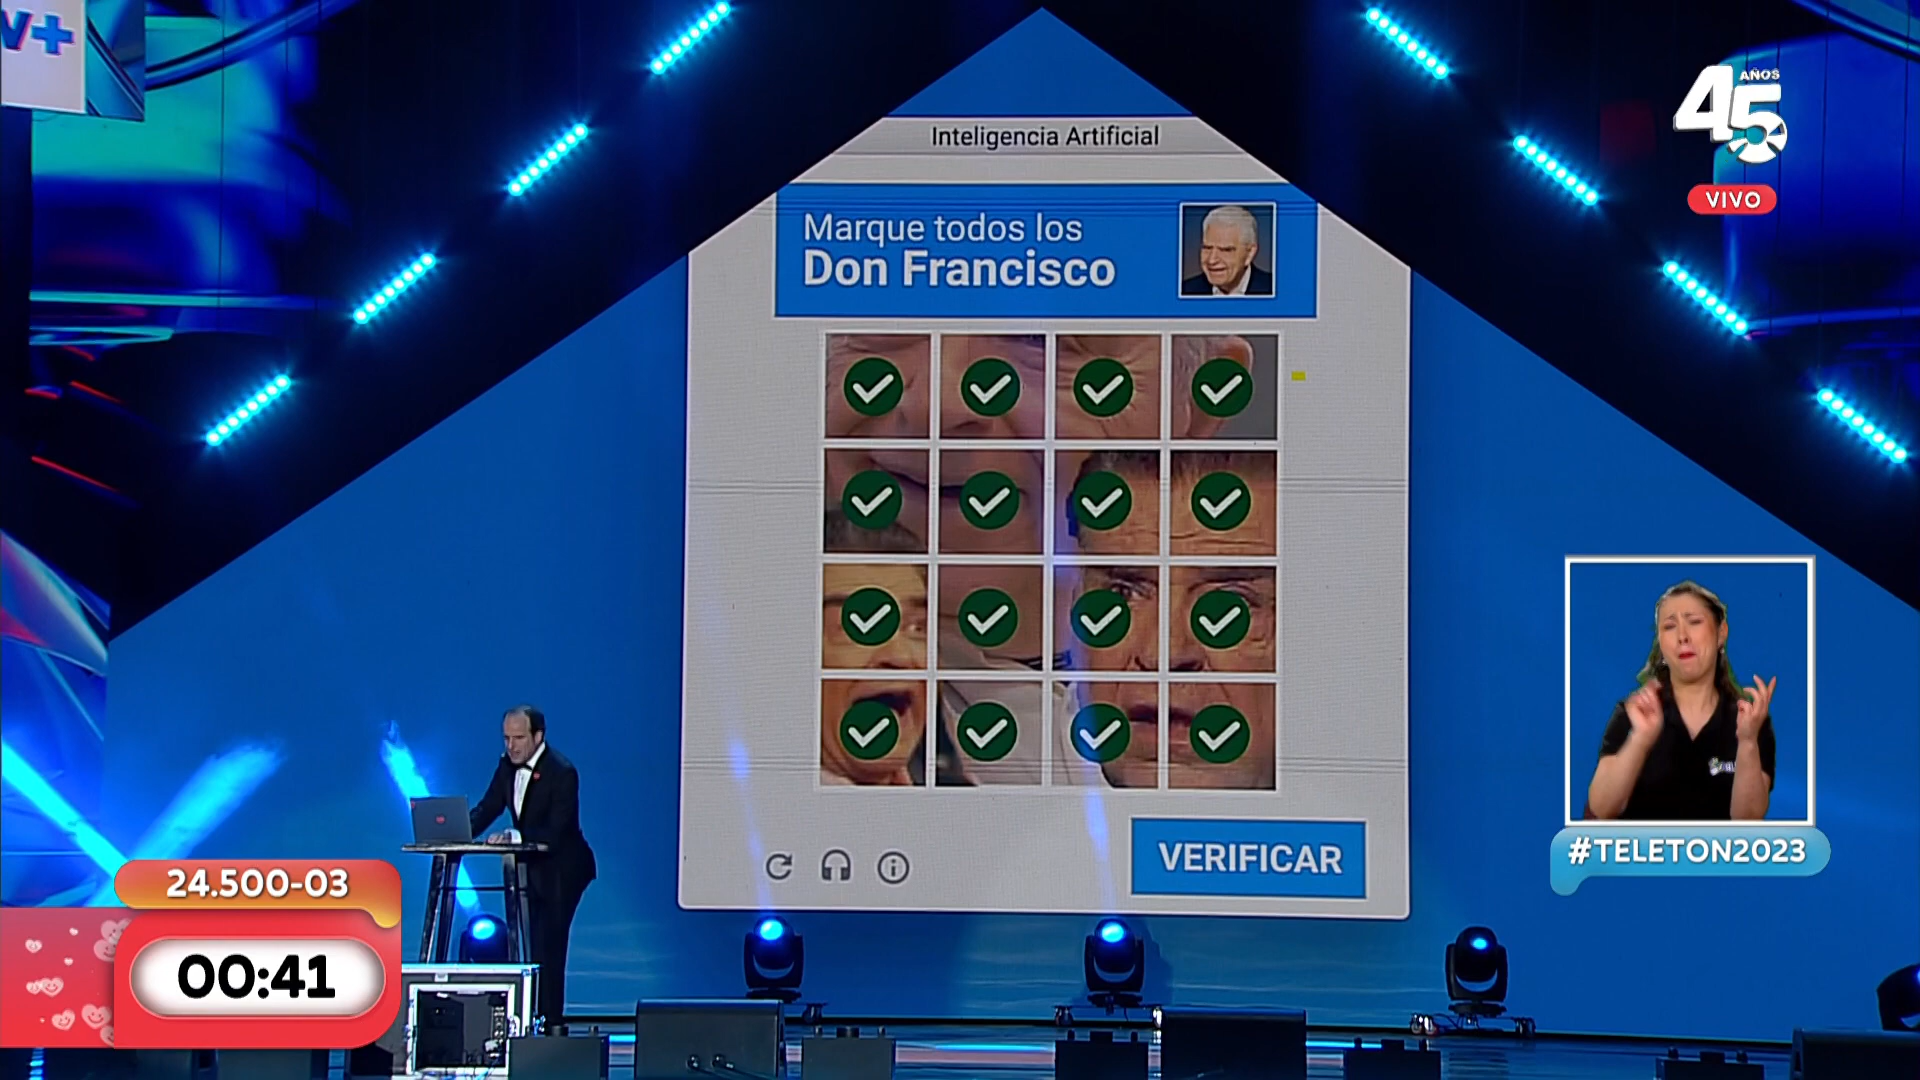 V+
45
AÑOS
VIVO
Inteligencia Artificial
Marque todos los
Don Francisco
VERIFICAR
#TELETON2023
24.500-03
00:41